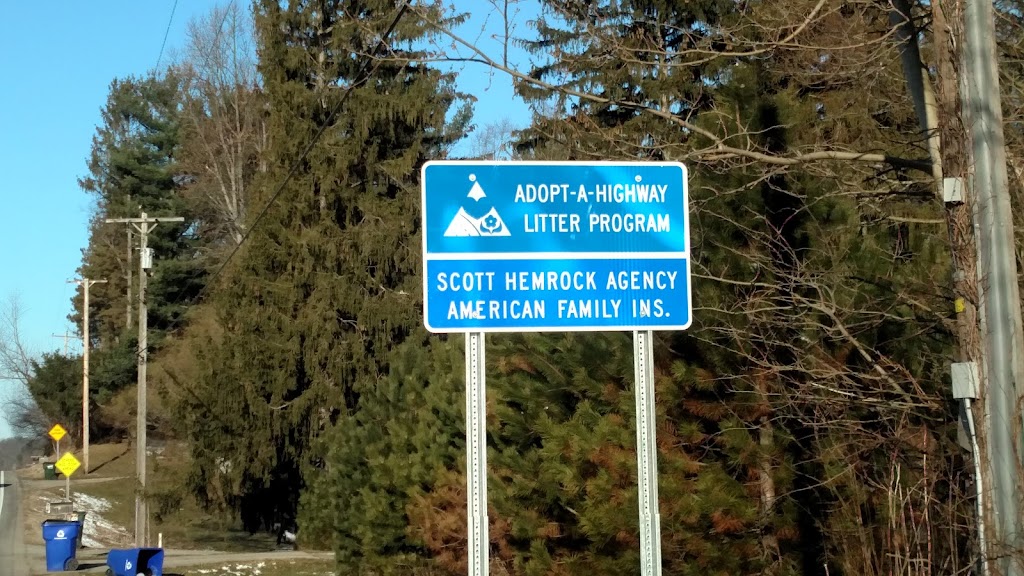 ADOPT-A-HIGHWAY
LITTER PROGRAM
SCOTT HEMROCK AGENCY
AMERICAN FAMILY INS.